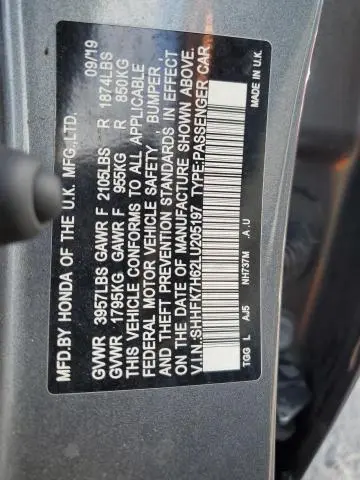 MFD.BY HONDA OF THE U.K. MFG.,LTD. 09/19
GVWR 3957LBS GAWR F 2105LBS R 1874LBS
GVWR 1795KG GAWR F 955KG R 850KG
THIS VEHICLE CONFORMS TO ALL APPLICABLE
FEDERAL MOTOR VEHICLE SAFETY , BUMPER ,
AND THEFT PREVENTION STANDARDS IN EFFECT
ON THE DATE OF MANUFACTURE SHOWN ABOVE.
V.I.N.:SHHFK7H62LU205197 TYPE:PASSENGER CAR
TGG L AJ5 NH737M A.U MADE IN U.K.